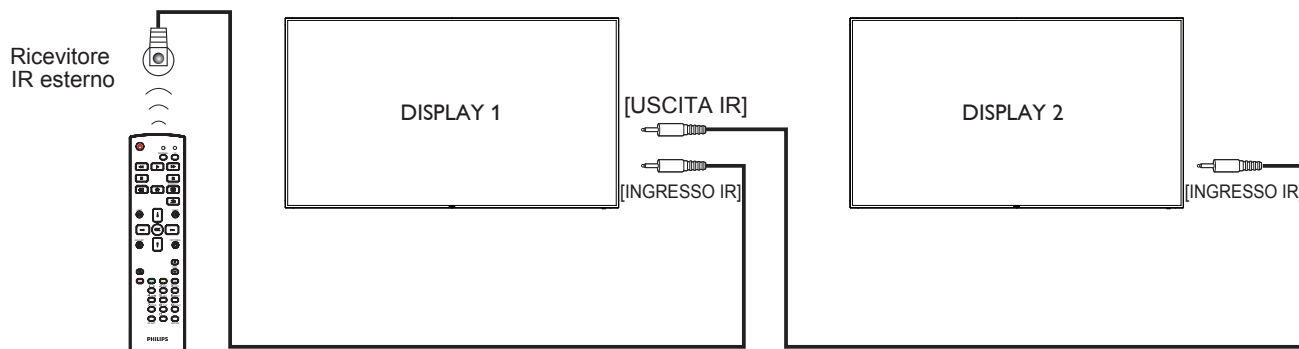 Ricevitore
IR esterno
DISPLAY 1
[USCITA IR]
[INGRESSO IR]
DISPLAY 2
[INGRESSO IR]
PHILIPS